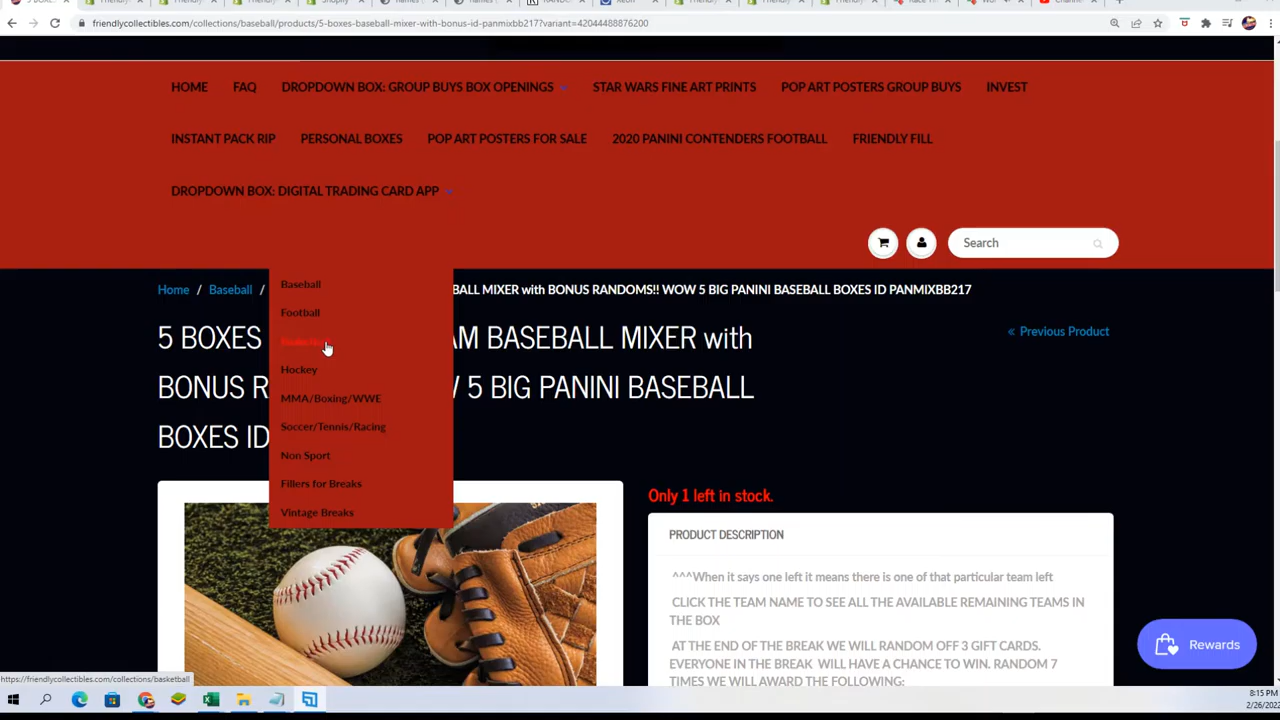 friendlycollectibles.com/collections/baseball/products/5-boxes-baseball-mixer-with-bonus-id-panmixbb217?variant=42044488876200
HOME FAQ DROPDOWN BOX: GROUP BUYS BOX OPENINGS STAR WARS FINE ART PRINTS POP ART POSTERS GROUP BUYS INVEST
INSTANT PACK RIP PERSONAL BOXES POP ART POSTERS FOR SALE 2020 PANINI CONTENDERS FOOTBALL FRIENDLY FILL
DROPDOWN BOX: DIGITAL TRADING CARD APP
Search
Baseball
Football
Hockey
MMA/Boxing/WWE
Soccer/Tennis/Racing
Non Sport
Fillers for Breaks
Vintage Breaks
Home / Baseball / BALL MIXER with BONUS RANDOMS!! WOW 5 BIG PANINI BASEBALL BOXES ID PANMIXBB217
« Previous Product
5 BOXES AM BASEBALL MIXER with
BONUS R 5 BIG PANINI BASEBALL
BOXES ID
Only 1 left in stock.
PRODUCT DESCRIPTION
^^^When it says one left it means there is one of that particular team left
CLICK THE TEAM NAME TO SEE ALL THE AVAILABLE REMAINING TEAMS IN
THE BOX
AT THE END OF THE BREAK WE WILL RANDOM OFF 3 GIFT CARDS.
EVERYONE IN THE BREAK WILL HAVE A CHANCE TO WIN. RANDOM 7
TIMES WE WILL AWARD THE FOLLOWING:
Rewards
https://friendlycollectibles.com/collections/basketball
8:15 PM